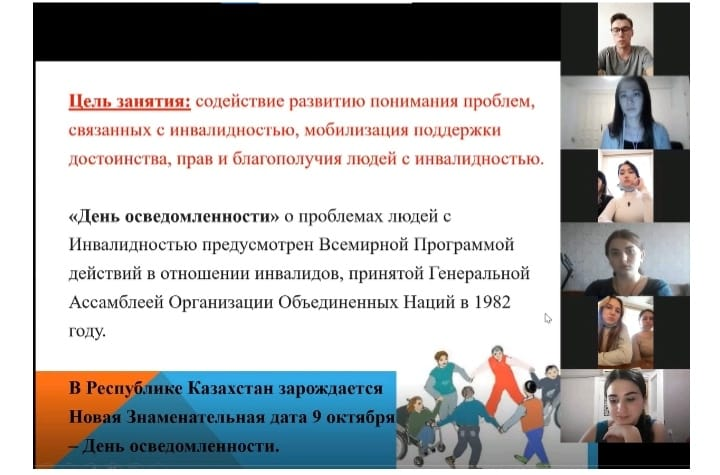 Цель занятия: содействие развитию понимания проблем,
связанных с инвалидностью, мобилизация поддержки
достоинства, прав и благополучия людей с инвалидностью.
«День осведомленности» о проблемах людей с
Инвалидностью предусмотрен Всемирной Программой
действий в отношении инвалидов, принятой Генеральной
Ассамблеей Организации Объединенных Наций в 1982
году.
В Республике Казахстан зарождается
Новая Знаменательная дата 9 октября
– День осведомленности.